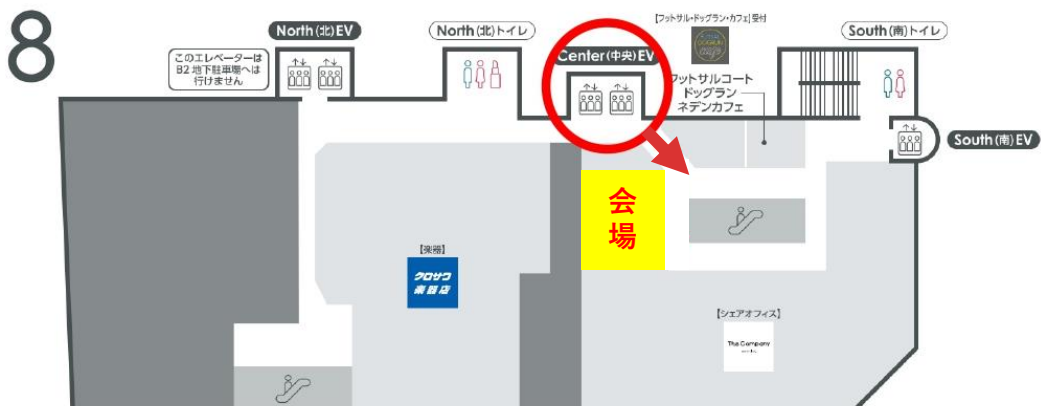 8
North(北)EV
このエレベーターは
B2地下駐車場へは
行けません
North(北)トイレ
Center(中央)EV
【フットサル・ドッグラン・カフェ】受付
フットサルコート
ドッグラン
ネデンカフェ
South(南)トイレ
South(南)EV
会
場
【楽器】
クロサワ
楽器店
【シェアオフィス】
The Company